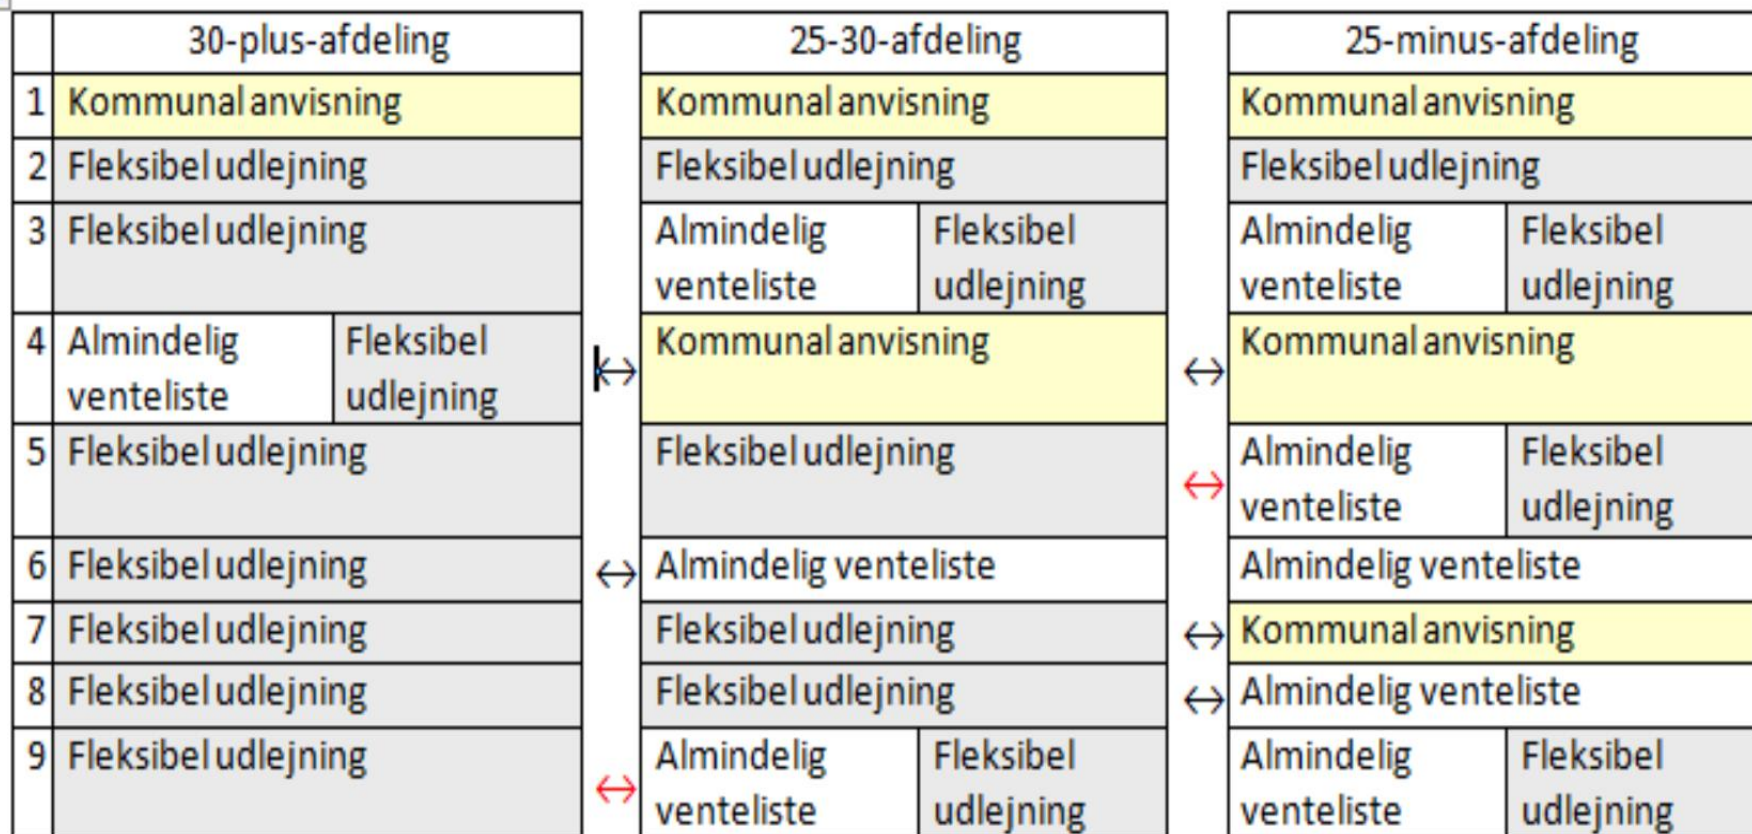 30-plus-afdeling 25-30-afdeling 25-minus-afdeling
1 Kommunal anvisning Kommunal anvisning Kommunal anvisning
2 Fleksibel udlejning Fleksibel udlejning Fleksibel udlejning
3 Fleksibel udlejning Almindelig Fleksibel Almindelig Fleksibel
venteliste udlejning venteliste udlejning
4 Almindelig Fleksibel ↔ Kommunal anvisning ↔ Kommunal anvisning
venteliste udlejning
5 Fleksibel udlejning Fleksibel udlejning ↔ Almindelig Fleksibel
venteliste udlejning
6 Fleksibel udlejning ↔ Almindelig venteliste Almindelig venteliste
7 Fleksibel udlejning Fleksibel udlejning ↔ Kommunal anvisning
8 Fleksibel udlejning Fleksibel udlejning ↔ Almindelig venteliste
9 Fleksibel udlejning ↔ Almindelig Fleksibel Almindelig Fleksibel
venteliste udlejning venteliste udlejning